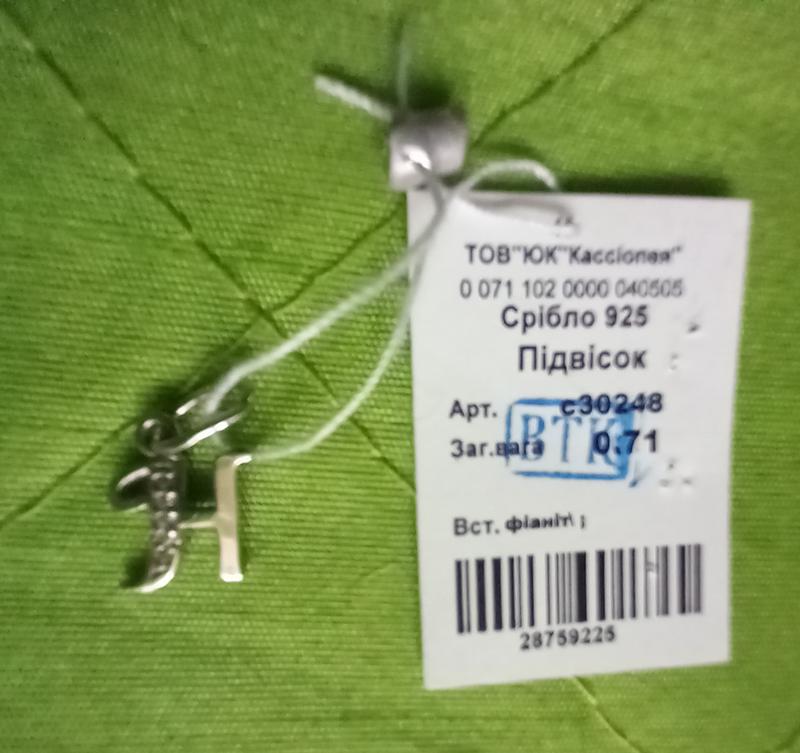 ТОВ"ЮК"Кассіопея"
0 071 102 0000 040505
Срібло 925
Підвісок
Арт. с30248
Заг.вага 0.71
ВТК
Вст. фіаніт\ ;
28759225